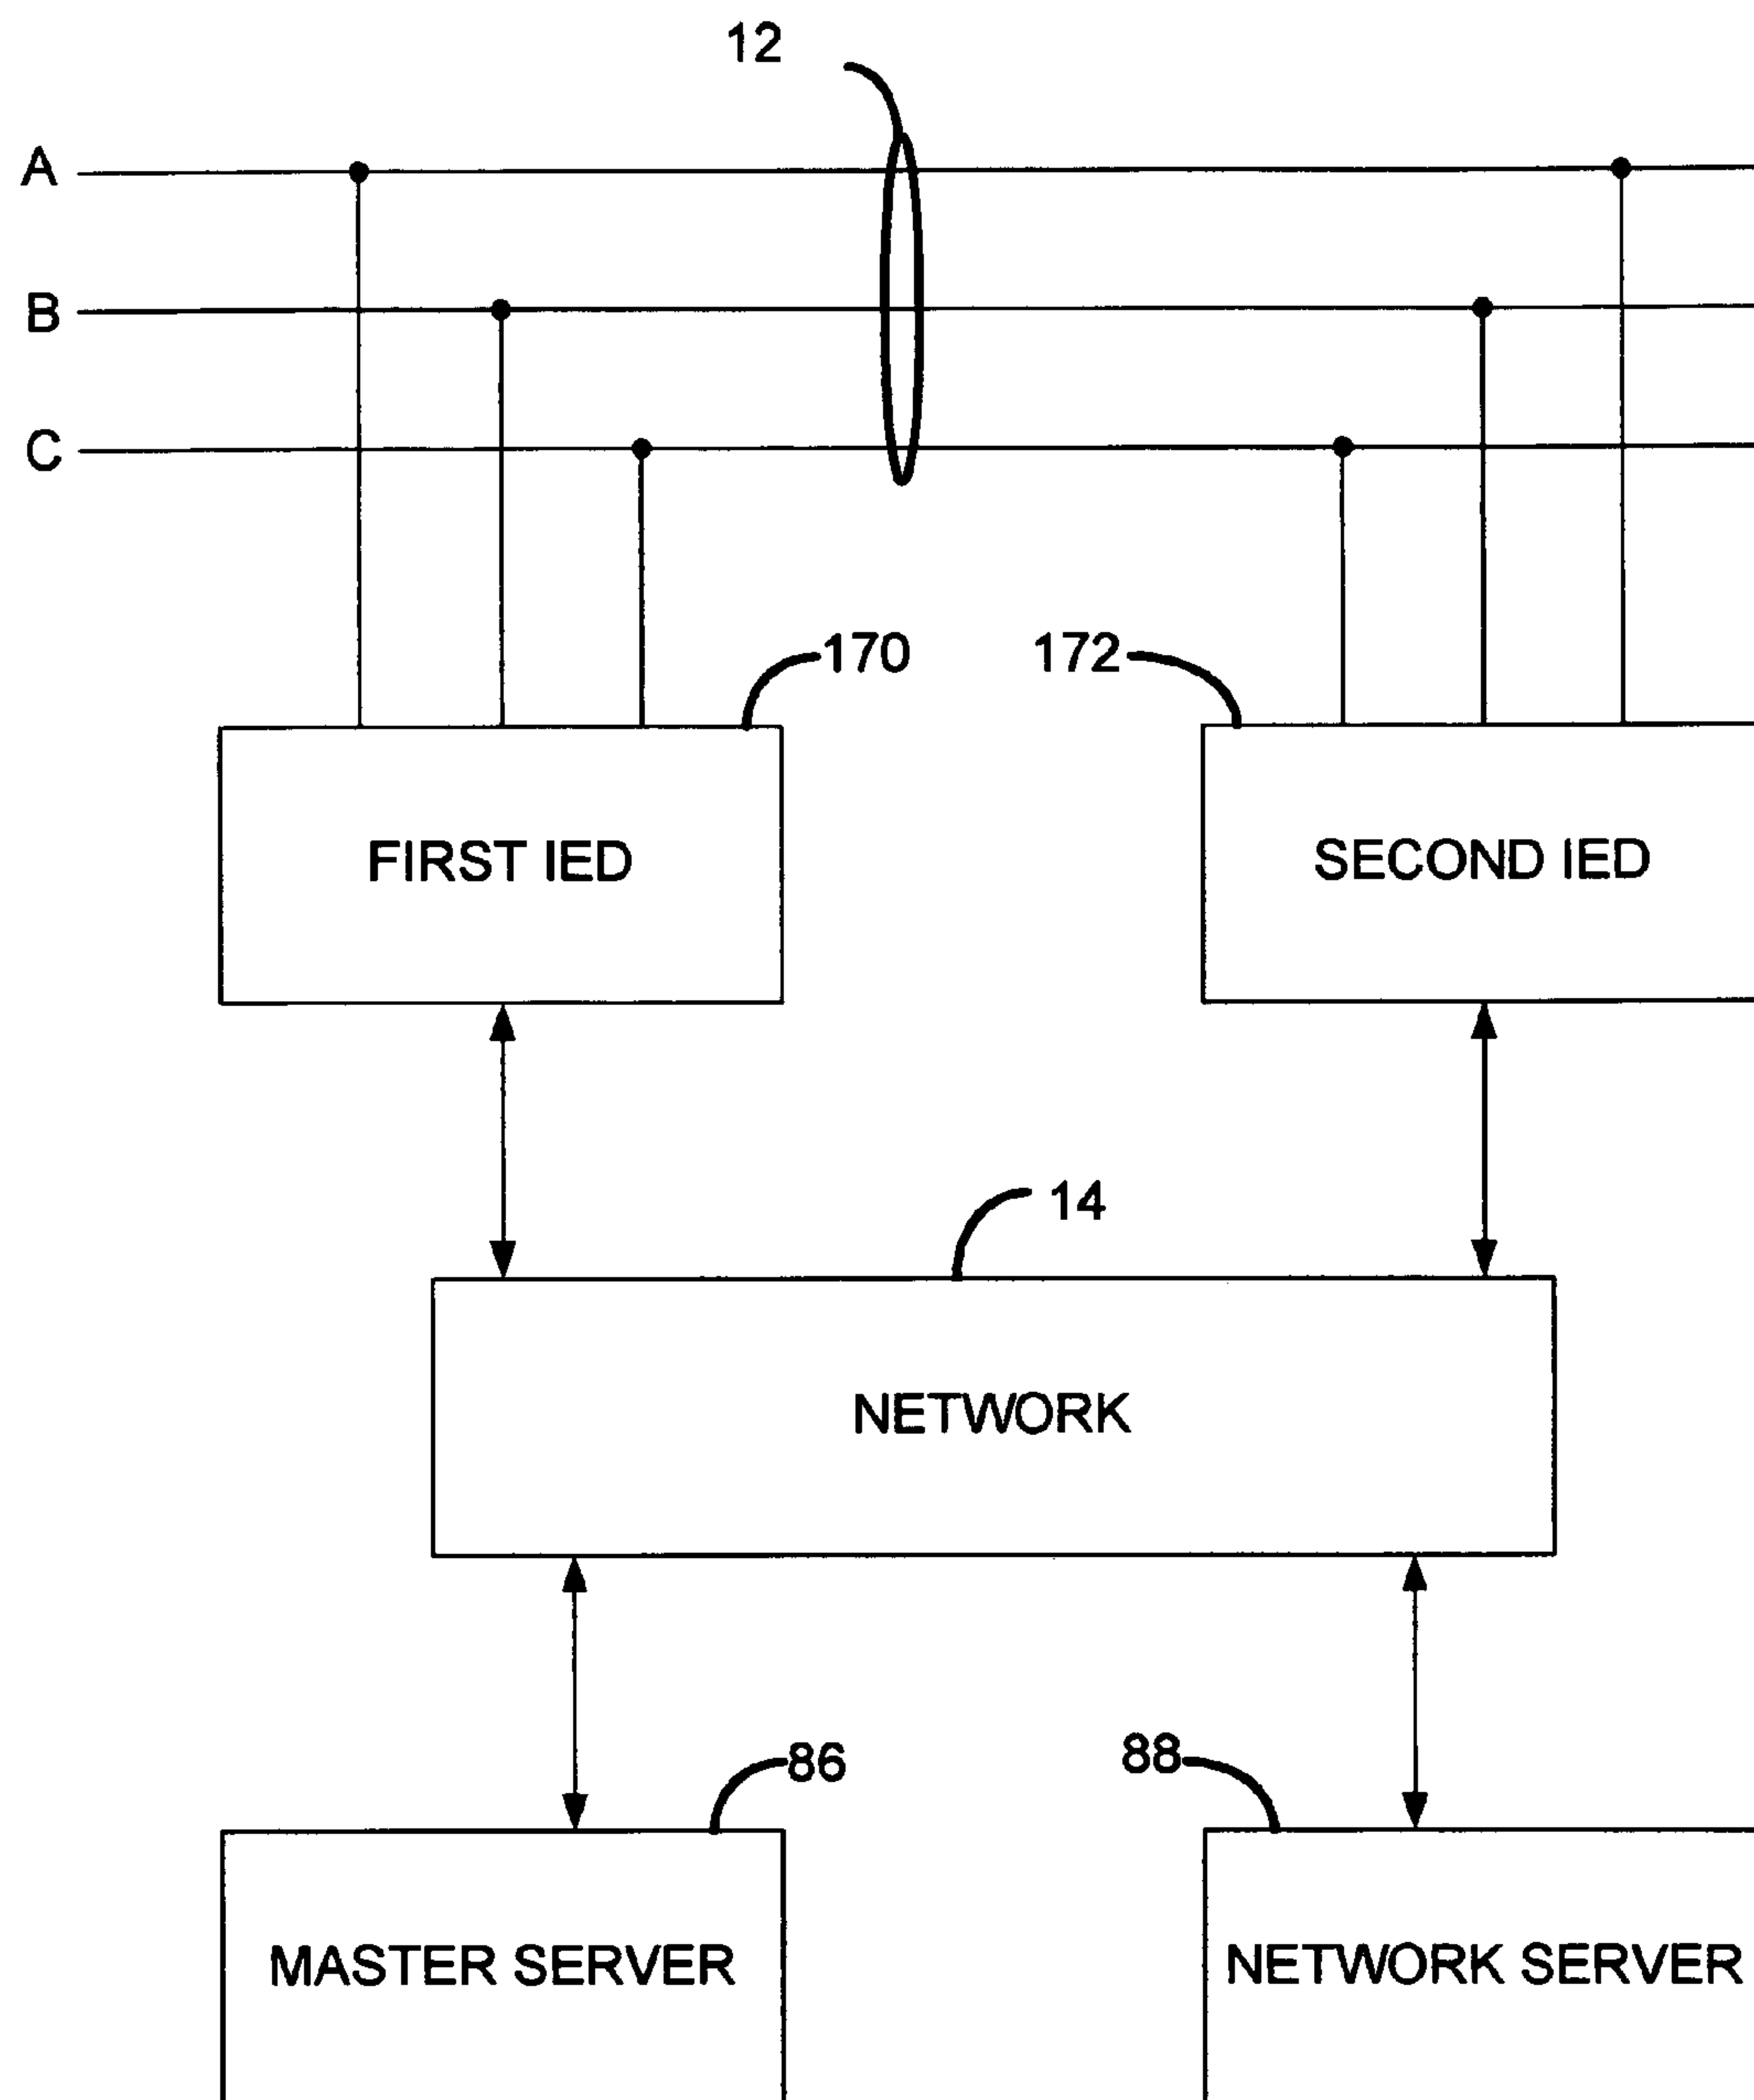 12
A
B
C
170
172
FIRST IED
SECOND IED
14
NETWORK
86
88
MASTER SERVER
NETWORK SERVER